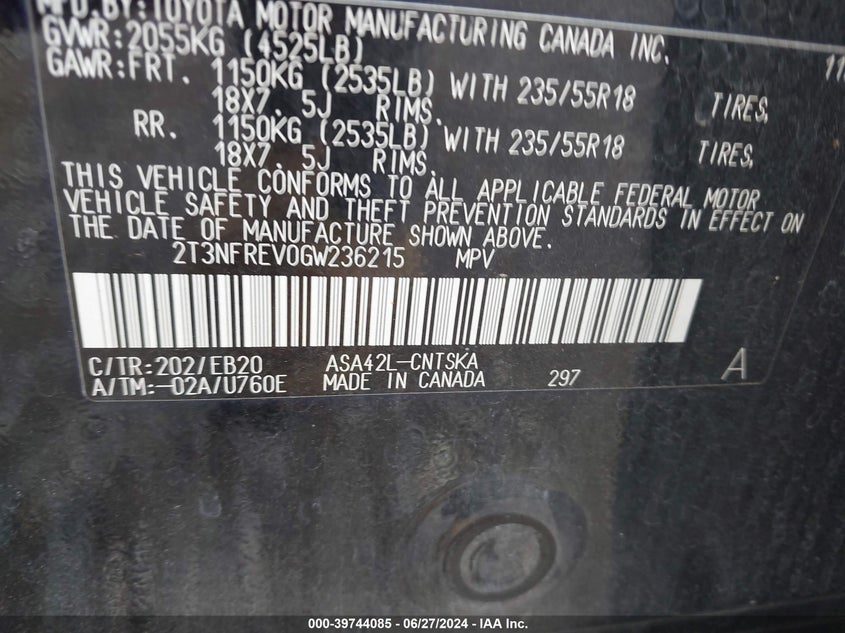 MFD.BY:TOYOTA MOTOR MANUFACTURING CANADA INC.
GVWR:2055KG (4525LB)
GAWR:FRT. 1150KG (2535LB) WITH 235/55R18 TIRES,
18X7. 5J RIMS.
RR. 1150KG (2535LB) WITH 235/55R18 TIRES,
18X7. 5J RIMS.
THIS VEHICLE CONFORMS TO ALL APPLICABLE FEDERAL MOTOR
VEHICLE SAFETY AND THEFT PREVENTION STANDARDS IN EFFECT ON
THE DATE OF MANUFACTURE SHOWN ABOVE.
2T3NFREV0GW236215 MPV
C/TR:202/EB20 ASA42L-CNTSKA A
A/TM:-02A/U760E MADE IN CANADA 297
000-39744085 - 06/27/2024 - IAA Inc.